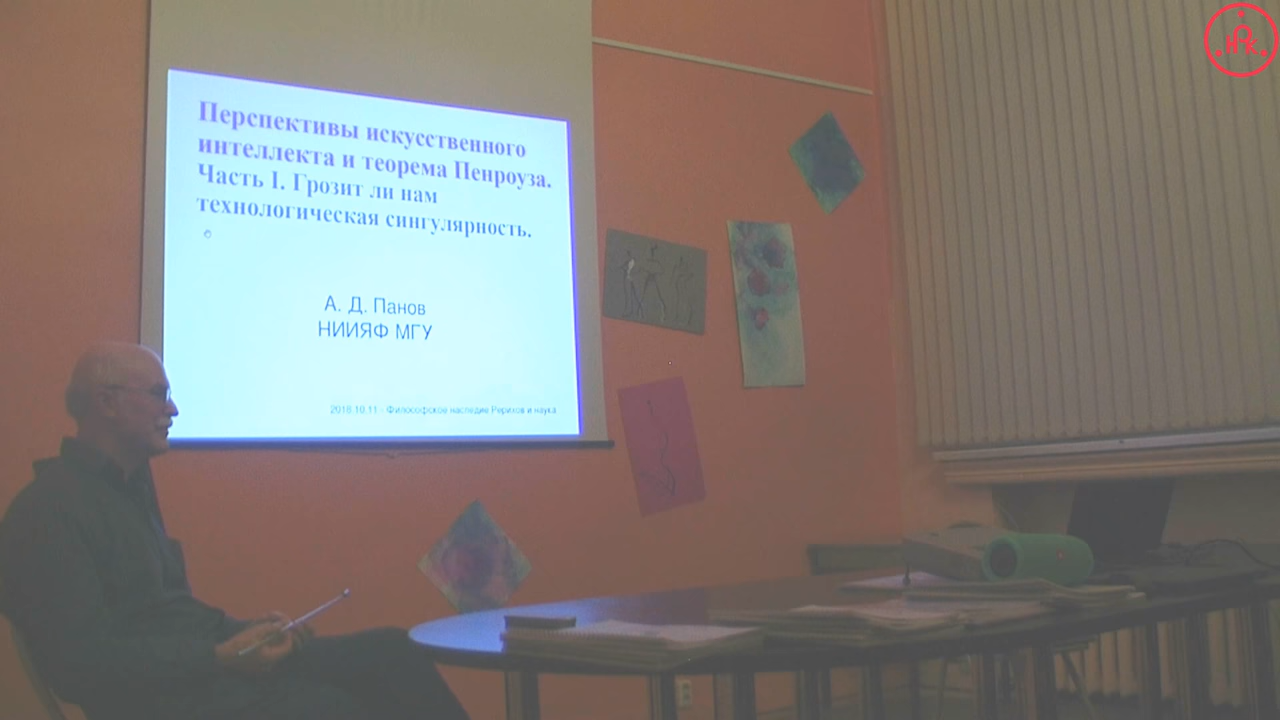 Перспективы искусственного
интеллекта и теорема Пенроуза.
Часть I. Грозит ли нам
технологическая сингулярность.
А. Д. Панов
НИИЯФ МГУ
2018.10.11 - Философское наследие Рерихов и наука